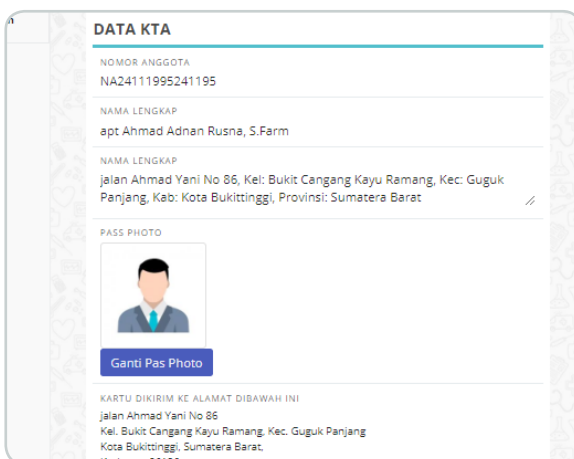 DATA KTA
NOMOR ANGGOTA
NA24111995241195
NAMA LENGKAP
apt Ahmad Adnan Rusna, S.Farm
NAMA LENGKAP
jalan Ahmad Yani No 86, Kel: Bukit Cangang Kayu Ramang, Kec: Guguk
Panjang, Kab: Kota Bukittinggi, Provinsi: Sumatera Barat
PASS PHOTO
Ganti Pas Photo
KARTU DIKIRIM KE ALAMAT DIBAWAH INI
jalan Ahmad Yani No 86
Kel. Bukit Cangang Kayu Ramang, Kec. Guguk Panjang
Kota Bukittinggi, Sumatera Barat,